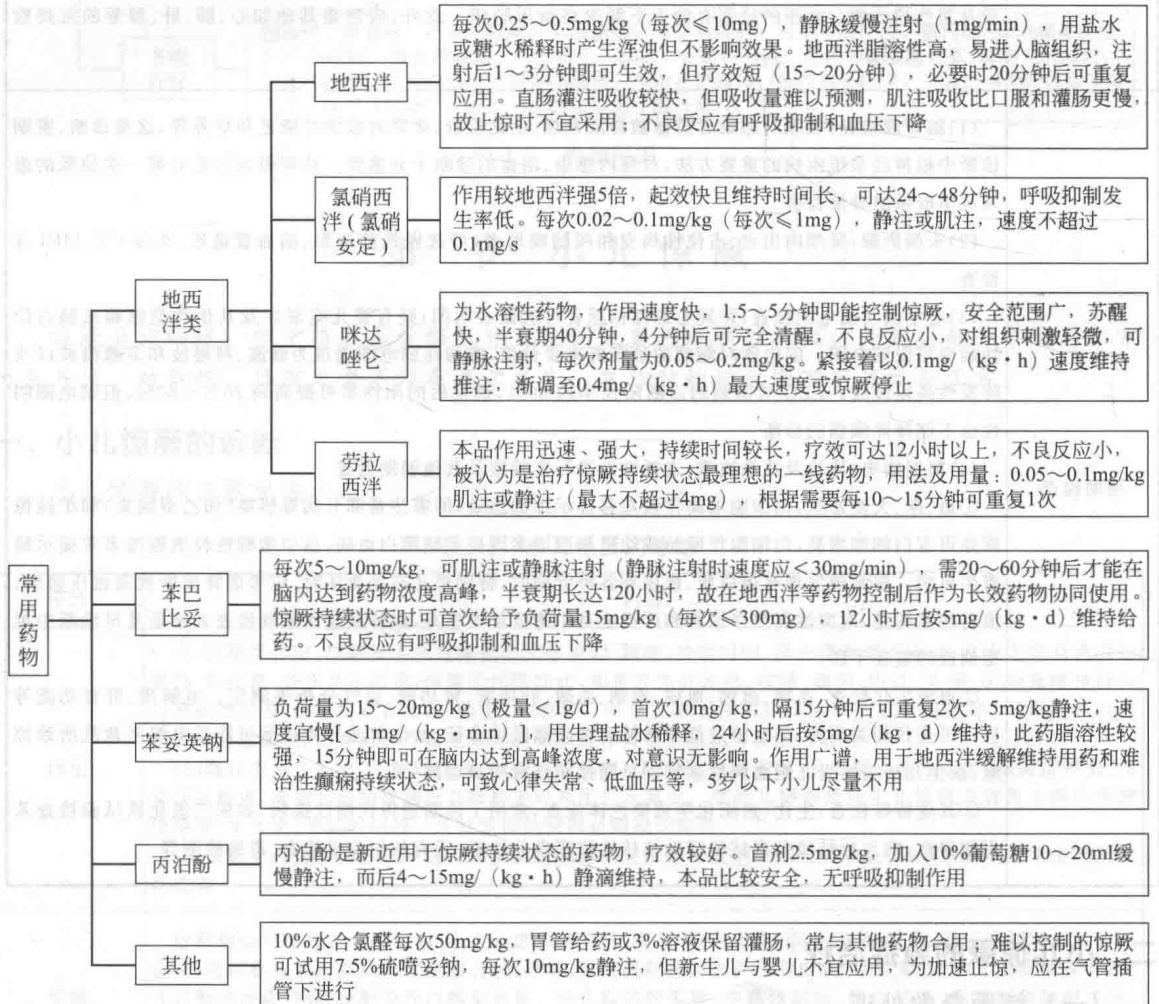 常用药物
地西泮类
地西泮
每次0.25～0.5mg/kg（每次≤10mg），静脉缓慢注射（1mg/min），用盐水
或糖水稀释时产生浑浊但不影响效果。地西泮脂溶性高，易进入脑组织，注
射后1～3分钟即可生效，但疗效短（15～20分钟），必要时20分钟后可重复
应用。直肠灌注吸收较快，但吸收量难以预测，肌注吸收比口服和灌肠更慢，
故止惊时不宜采用；不良反应有呼吸抑制和血压下降
氯硝西
泮（氯硝
安定）
作用较地西泮强5倍，起效快且维持时间长，可达24～48分钟，呼吸抑制发
生率低。每次0.02～0.1mg/kg（每次≤1mg），静注或肌注，速度不超过
0.1mg/s
咪达
唑仑
为水溶性药物，作用速度快，1.5～5分钟即能控制惊厥，安全范围广，苏醒
快，半衰期40分钟，4分钟后可完全清醒，不良反应小，对组织刺激轻微，可
静脉注射，每次剂量为0.005～0.2mg/kg。紧接着以0.1mg/（kg·h）速度维持
推注，渐调至0.4mg/（kg·h）最大速度或惊厥停止
劳拉
西泮
本品作用迅速、强大，持续时间较长，疗效可达12小时以上，不良反应小，
被认为是治疗惊厥持续状态最理想的一线药物，用法及用量：0.05～0.1mg/kg
肌注或静注（最大不超过4mg），根据需要每10～15分钟可重复1次
苯巴
比妥
每次5～10mg/kg，可肌注或静脉注射（静脉注射时速度应＜30mg/min），需20～60分钟后才能在
脑内达到药物浓度高峰，半衰期长达120小时，故在地西泮等药物控制后作为长效药物协同使用。
惊厥持续状态时可首次给予负荷量15mg/kg（每次≤300mg），12小时后按5mg/（kg·d）维持给
药。不良反应有呼吸抑制和血压下降
苯妥英钠
负荷量为15～20mg/kg（极量＜1g/d），首次10mg/kg，隔15分钟后可重复2次，5mg/kg静注，速
度宜慢[≤1mg/（kg·min）]，用生理盐水稀释，24小时后按5mg/（kg·d）维持，此药脂溶性较
强，15分钟即可在脑内达到高峰浓度，对意识无影响。作用广谱，用于地西泮缓解维持用药和难
治性癫痫持续状态，可致心律失常、低血压等，5岁以下小儿尽量不用
丙泊酚
丙泊酚是新近用于惊厥持续状态的药物，疗效较好。首剂2.5mg/kg，加入10%葡萄糖10～20ml缓
慢静注，而后4～15mg/（kg·h）静滴维持，本品比较安全，无呼吸抑制作用
其他
10%水合氯醛每次50mg/kg，胃管给药或3%溶液保留灌肠，常与其他药物合用，难以控制的惊厥
可试用7.5%硫喷妥钠，每次10mg/kg静注，但新生儿与婴儿不宜应用，为加速止惊，应在气管插
管下进行